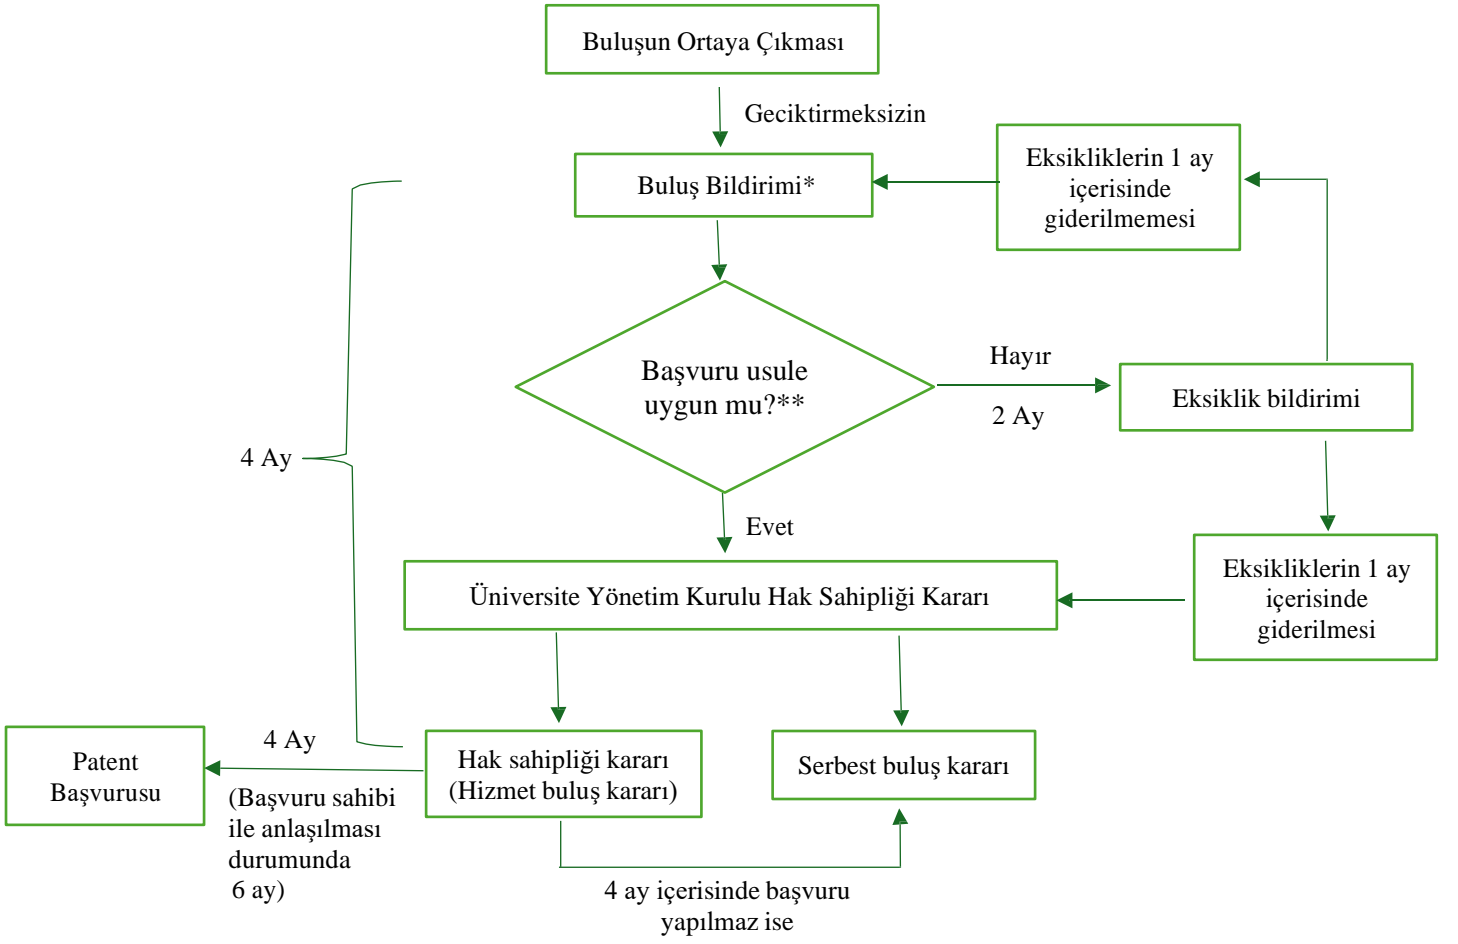 Buluşun Ortaya Çıkması
Geciktirmeksizin
Buluş Bildirimi*
Eksikliklerin 1 ay
içerisinde
giderilmemesi
Başvuru usule
uygun mu?**
Hayır
2 Ay
Eksiklik bildirimi
4 Ay
Evet
Üniversite Yönetim Kurulu Hak Sahipliği Kararı
Eksikliklerin 1 ay
içerisinde
giderilmesi
Patent
Başvurusu
4 Ay
(Başvuru sahibi
ile anlaşılması
durumunda
6 ay)
Hak sahipliği kararı
(Hizmet buluş kararı)
Serbest buluş kararı
4 ay içerisinde başvuru
yapılmaz ise